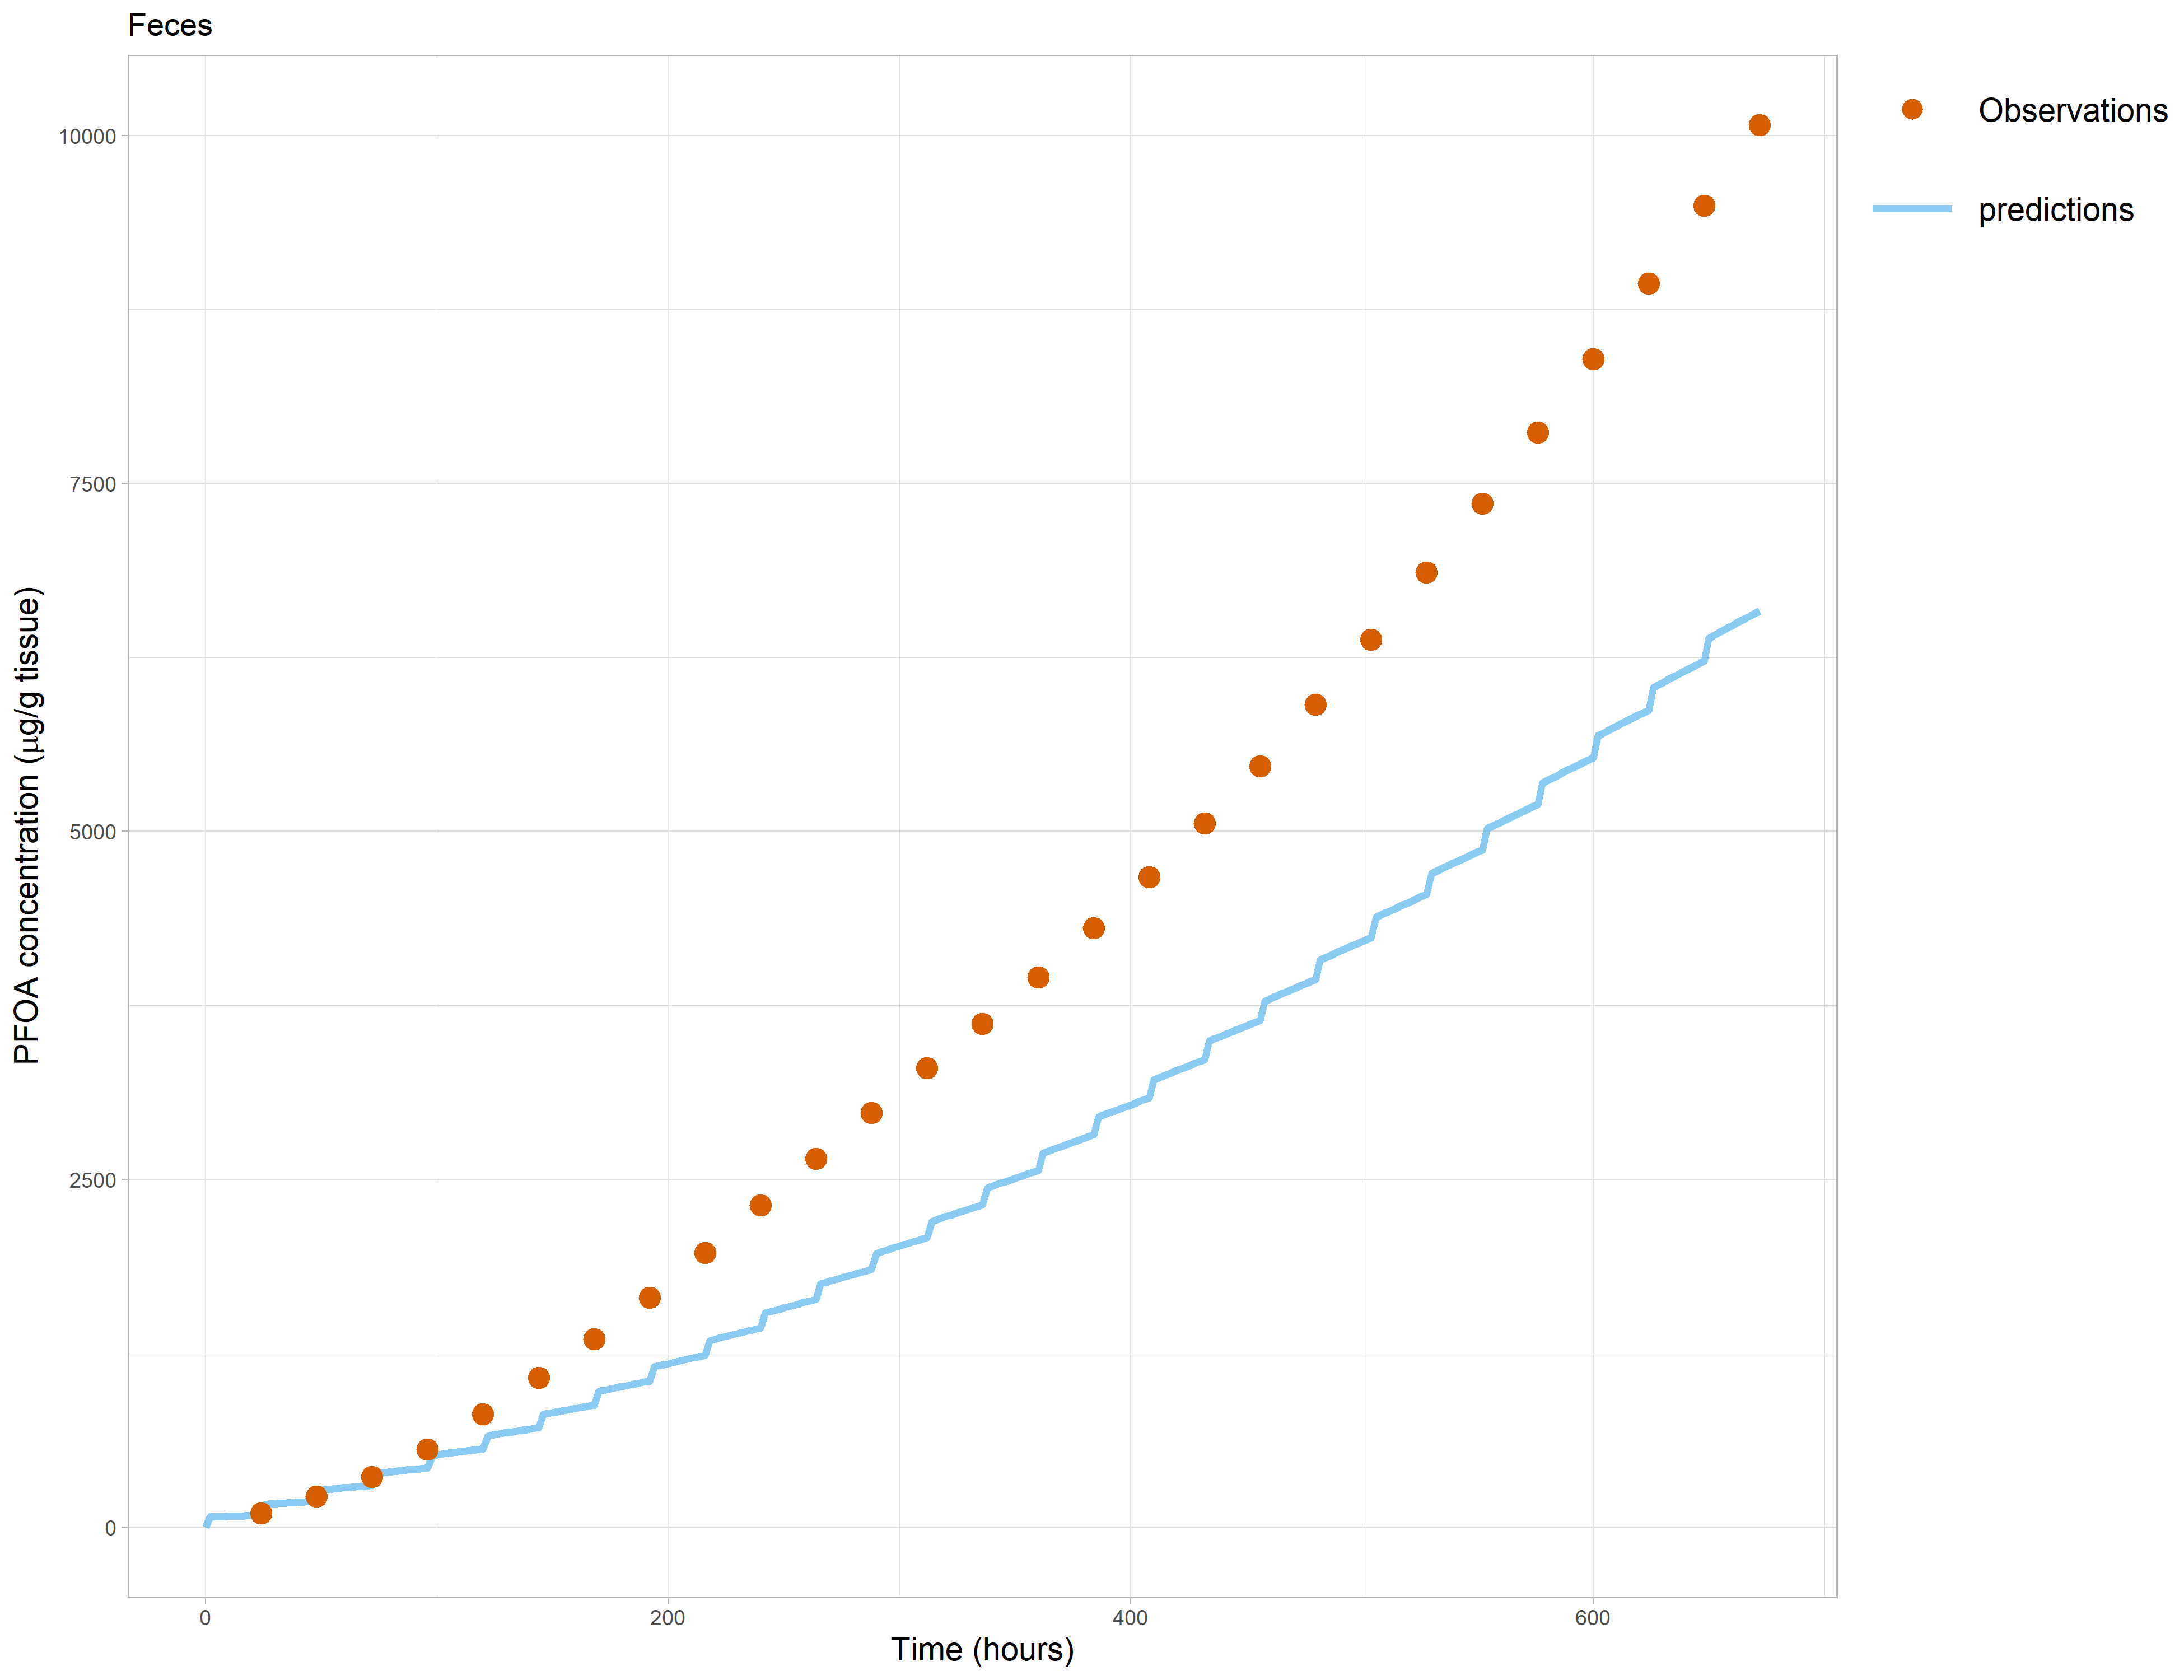 Feces
Observations
predictions
PFOA concentration (μg/g tissue)
10000
7500
5000
2500
0
0 200 400 600
Time (hours)